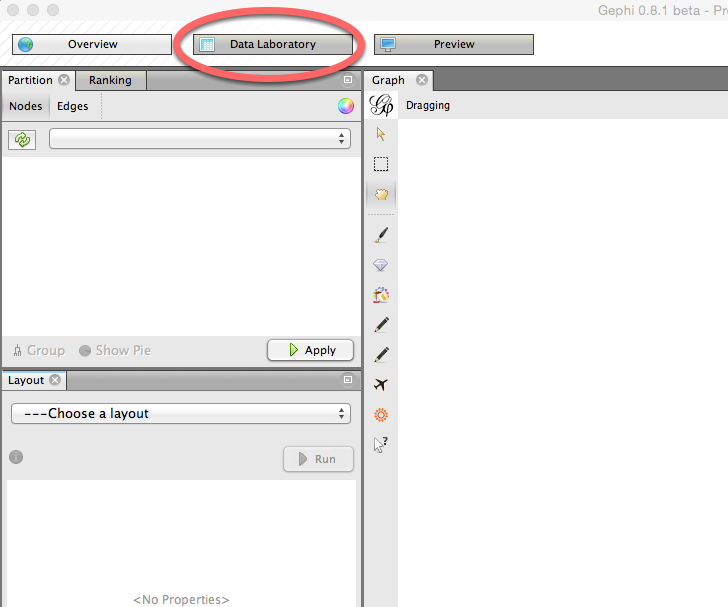 Gephi 0.8.1 beta - Pr
Overview
Data Laboratory
Preview
Partition
Ranking
Graph
Nodes
Edges
Dragging
Group
Show Pie
Apply
Layout
---Choose a layout
Run
<No Properties>